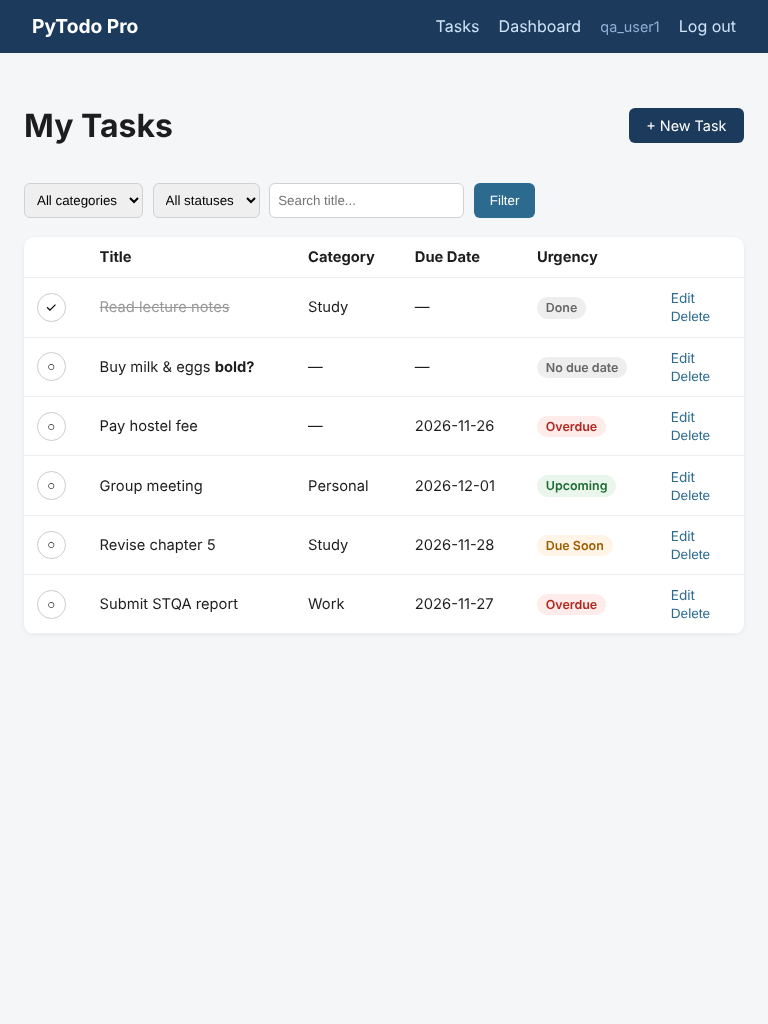 PyTodo Pro Tasks Dashboard qa_user1 Log out
My Tasks + New Task
All categories All statuses Search title... Filter
Title Category Due Date Urgency
✓ Read lecture notes Study — Done Edit
Delete
○ Buy milk & eggs bold? — — No due date Edit
Delete
○ Pay hostel fee — 2026-11-26 Overdue Edit
Delete
○ Group meeting Personal 2026-12-01 Upcoming Edit
Delete
○ Revise chapter 5 Study 2026-11-28 Due Soon Edit
Delete
○ Submit STQA report Work 2026-11-27 Overdue Edit
Delete